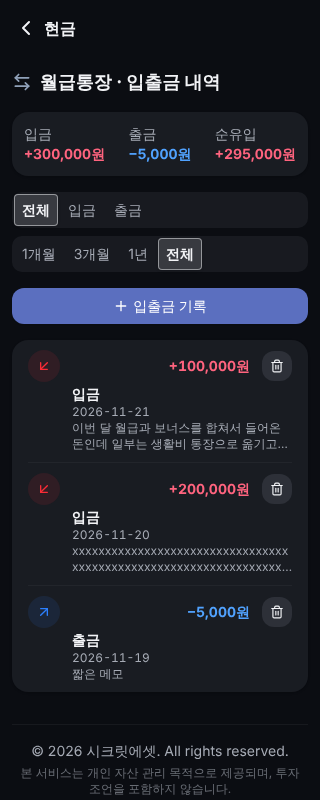 현금
월급통장 · 입출금 내역
입금 출금 순유입
+300,000원 −5,000원 +295,000원
전체 입금 출금
1개월 3개월 1년 전체
+ 입출금 기록
+100,000원
입금
2026-11-21
이번 달 월급과 보너스를 합쳐서 들어온
돈인데 일부는 생활비 통장으로 옮기고…
+200,000원
입금
2026-11-20
xxxxxxxxxxxxxxxxxxxxxxxxxxxxxxxxx
xxxxxxxxxxxxxxxxxxxxxxxxxxxxxxxx…
−5,000원
출금
2026-11-19
짧은 메모
© 2026 시크릿에셋. All rights reserved.
본 서비스는 개인 자산 관리 목적으로 제공되며, 투자
조언을 포함하지 않습니다.